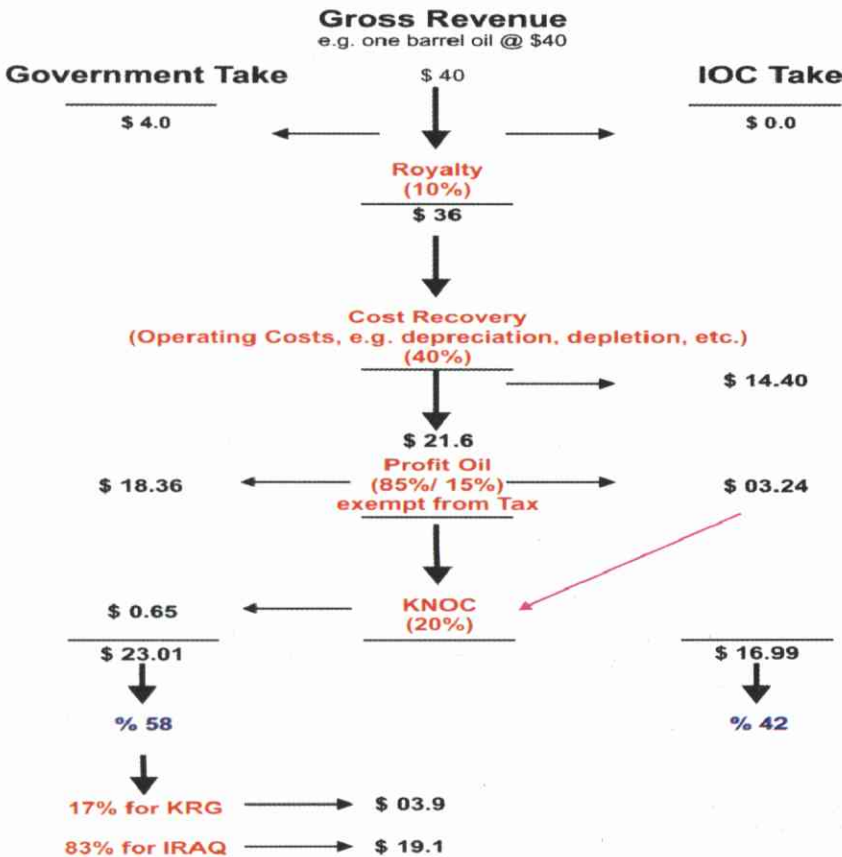 Gross Revenue
e.g. one barrel oil @ $40
Government Take
$ 40
IOC Take
$ 4.0
$ 0.0
Royalty
(10%)
$ 36
Cost Recovery
(Operating Costs, e.g. depreciation, depletion, etc.)
(40%)
$ 14.40
$ 21.6
Profit Oil
$ 18.36
(85%/ 15%)
$ 03.24
exempt from Tax
KNOC
$ 0.65
(20%)
$ 23.01
$ 16.99
% 58
% 42
17% for KRG
$ 03.9
83% for IRAQ
$ 19.1